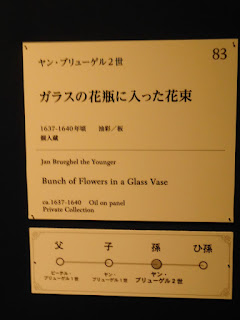 83
ヤン・ブリューゲル2世
ガラスの花瓶に入った花束
1637-1640年頃　油彩／板
個人蔵
Jan Brueghel the Younger
Bunch of Flowers in a Glass Vase
ca.1637-1640　Oil on panel
Private Collection
父　子　孫　ひ孫
ピーテル・ブリューゲル1世　ヤン・ブリューゲル1世　ヤン・ブリューゲル2世